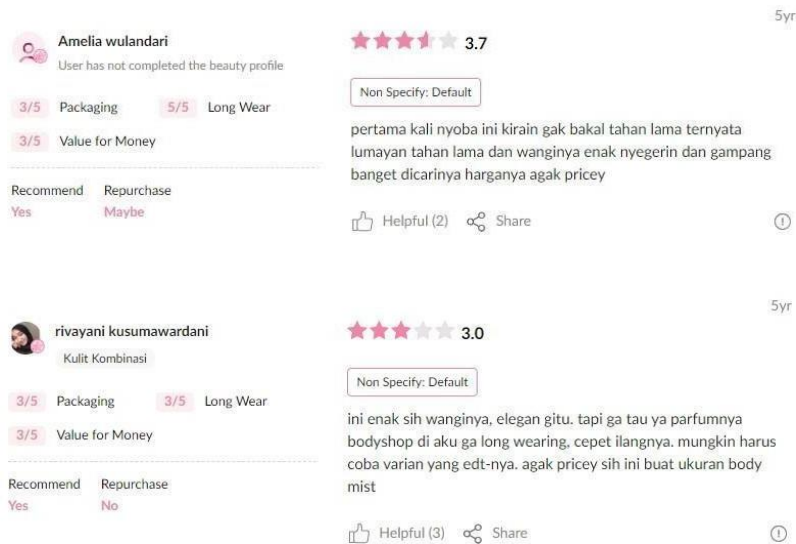 5yr
Amelia wulandari
User has not completed the beauty profile
3/5 Packaging 5/5 Long Wear
3/5 Value for Money
Recommend Repurchase
Yes Maybe
3.7
Non Specify: Default
pertama kali nyoba ini kirain gak bakal tahan lama ternyata
lumayan tahan lama dan wanginya enak nyegerin dan gampang
banget dicarinya harganya agak pricey
Helpful (2) Share
5yr
rivayani kusumawardani
Kulit Kombinasi
3/5 Packaging 3/5 Long Wear
3/5 Value for Money
Recommend Repurchase
Yes No
3.0
Non Specify: Default
ini enak sih wanginya, elegan gitu. tapi ga tau ya parfumnya
bodyshop di aku ga long wearing, cepet ilangnya. mungkin harus
coba varian yang edt-nya. agak pricey sih ini buat ukuran body
mist
Helpful (3) Share